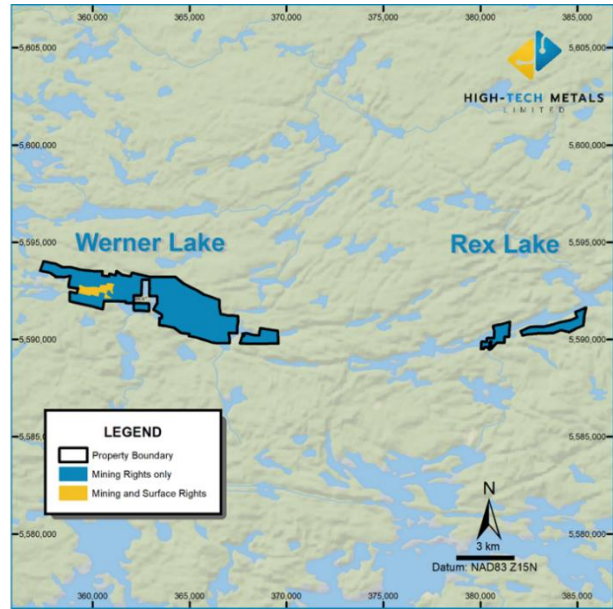 360,000 365,000 370,000 380,000 385,000
5,605,000 5,605,000
HIGH-TECH METALS
LIMITED
5,600,000 5,600,000
5,595,000 5,595,000
Werner Lake Rex Lake
5,590,000 5,590,000
LEGEND
Property Boundary
Mining Rights only
Mining and Surface Rights
5,585,000 5,585,000
N
3 km
Datum: NAD83 Z15N
5,580,000 5,580,000
360,000 365,000 370,000 380,000 385,000